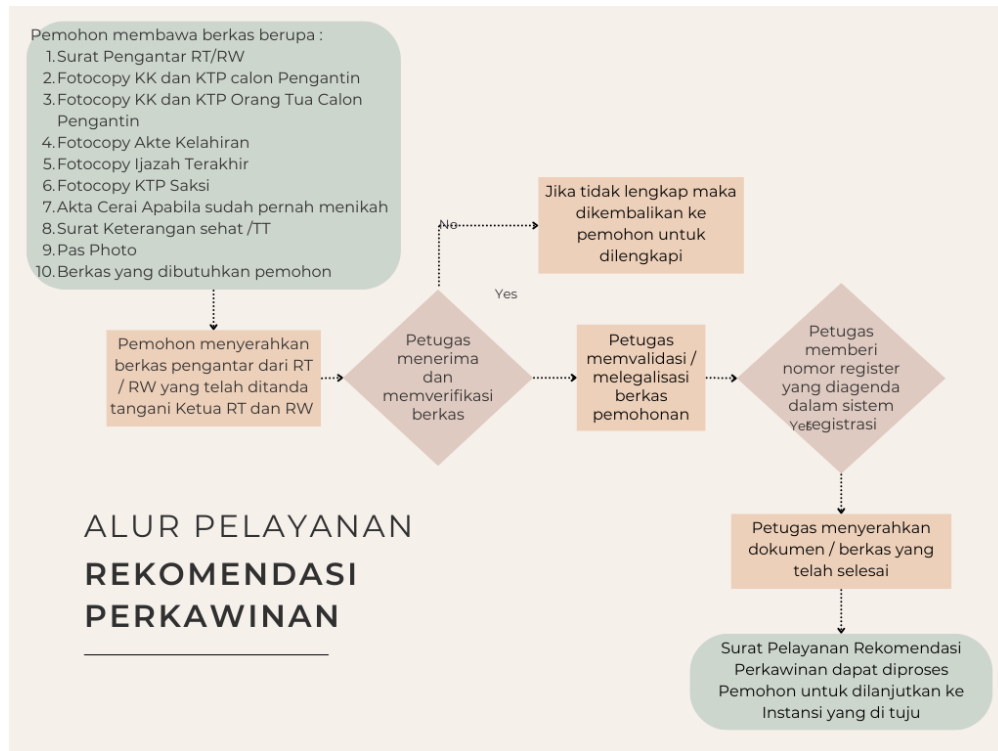 Pemohon membawa berkas berupa :
1. Surat Pengantar RT/RW
2. Fotocopy KK dan KTP calon Pengantin
3. Fotocopy KK dan KTP Orang Tua Calon
Pengantin
4. Fotocopy Akte Kelahiran
5. Fotocopy Ijazah Terakhir
6. Fotocopy KTP Saksi
7. Akta Cerai Apabila sudah pernah menikah
8. Surat Keterangan sehat /TT
9. Pas Photo
10. Berkas yang dibutuhkan pemohon
Pemohon menyerahkan
berkas pengantar dari RT
/ RW yang telah ditanda
tangani Ketua RT dan RW
Petugas
menerima
dan
memverifikasi
berkas
No
Jika tidak lengkap maka
dikembalikan ke
pemohon untuk
dilengkapi
Yes
Petugas
memvalidasi /
melegalisasi
berkas
pemohonan
Petugas
memberi
nomor register
yang diagenda
dalam sistem
registrasi
Yes
Petugas menyerahkan
dokumen / berkas yang
telah selesai
Surat Pelayanan Rekomendasi
Perkawinan dapat diproses
Pemohon untuk dilanjutkan ke
Instansi yang di tuju
ALUR PELAYANAN
REKOMENDASI
PERKAWINAN